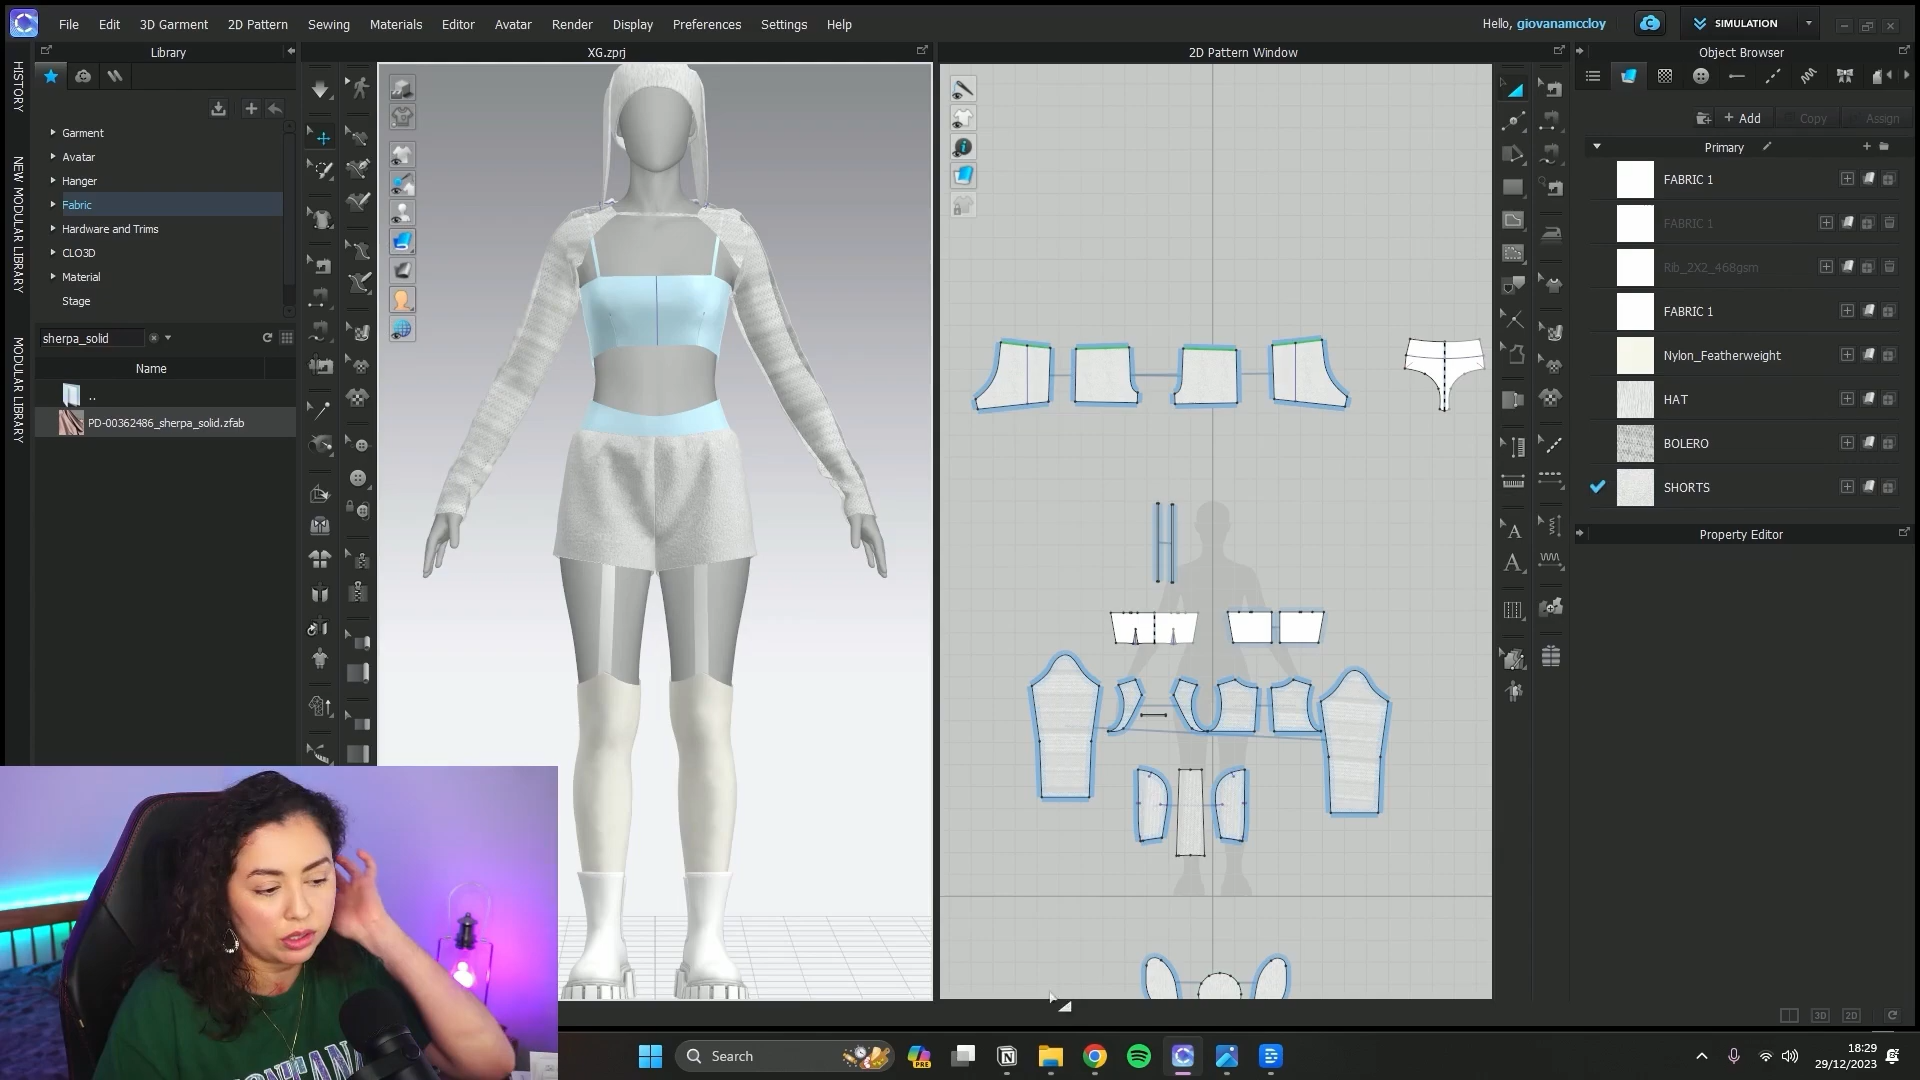 File Edit 3D Garment 2D Pattern Sewing Materials Editor Avatar Render Display Preferences Settings Help
Hello, giovanamccloy
SIMULATION
Library
XG.zprj
2D Pattern Window
Object Browser
HISTORY
NEW MODULAR LIBRARY
MODULAR LIBRARY
Garment
Avatar
Hanger
Fabric
Hardware and Trims
CLO3D
Material
Stage
sherpa_solid
Name
..
PD-00362486_sherpa_solid.zfab
+ Add
Copy
Assign
Primary
FABRIC 1
FABRIC 1
Rib_2X2_468gsm
FABRIC 1
Nylon_Featherweight
HAT
BOLERO
SHORTS
Property Editor
3D
2D
Search
PRE
18:29
29/12/2023